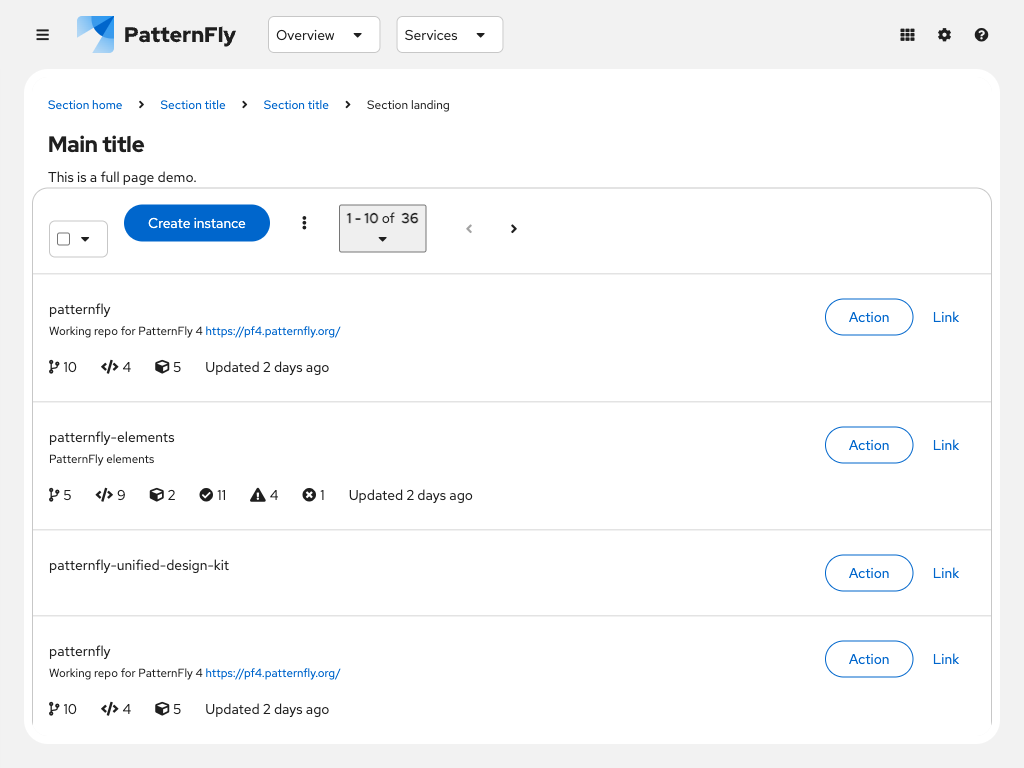 PatternFly Overview Services
Section home Section title Section title Section landing
Main title
This is a full page demo.
Create instance 1 - 10 of 36
patternfly
Working repo for PatternFly 4 https://pf4.patternfly.org/
10 4 5 Updated 2 days ago
Action Link
patternfly-elements
PatternFly elements
5 9 2 11 4 1 Updated 2 days ago
Action Link
patternfly-unified-design-kit
Action Link
patternfly
Working repo for PatternFly 4 https://pf4.patternfly.org/
10 4 5 Updated 2 days ago
Action Link